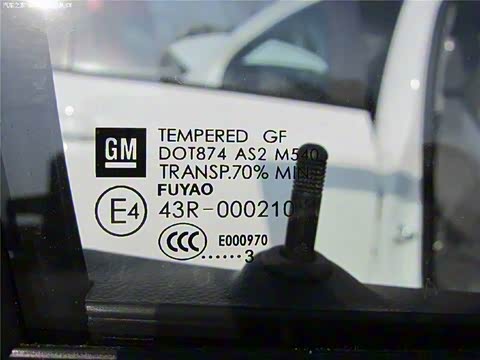 GM
TEMPERED GF
DOT874 AS2 M540
TRANSP.70% MIN
FUYAO
E4
43R-000210
CCC E000970
......3